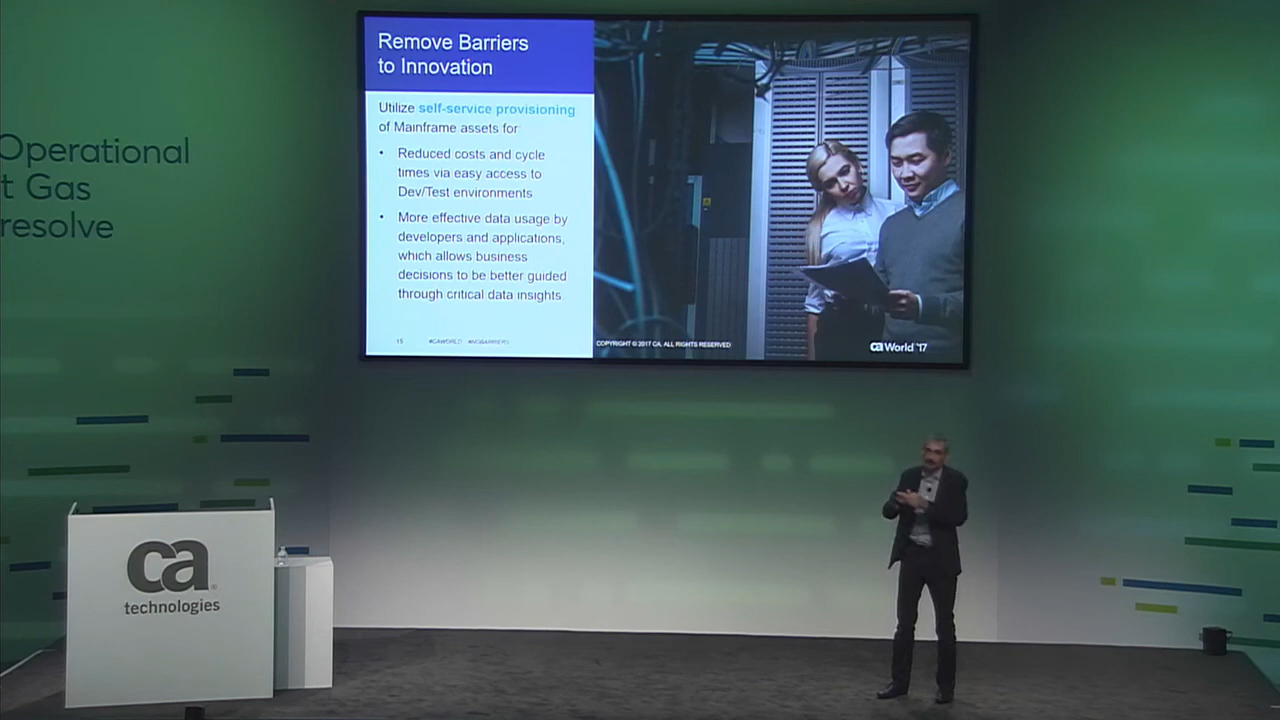 Operational
t Gas
resolve
Remove Barriers
to Innovation
Utilize self-service provisioning
of Mainframe assets for
• Reduced costs and cycle
times via easy access to
Dev/Test environments
• More effective data usage by
developers and applications,
which allows business
decisions to be better guided
through critical data insights
15 #CAWORLD #NOBARRIERS
COPYRIGHT © 2017 CA. ALL RIGHTS RESERVED
ca World '17
ca
technologies